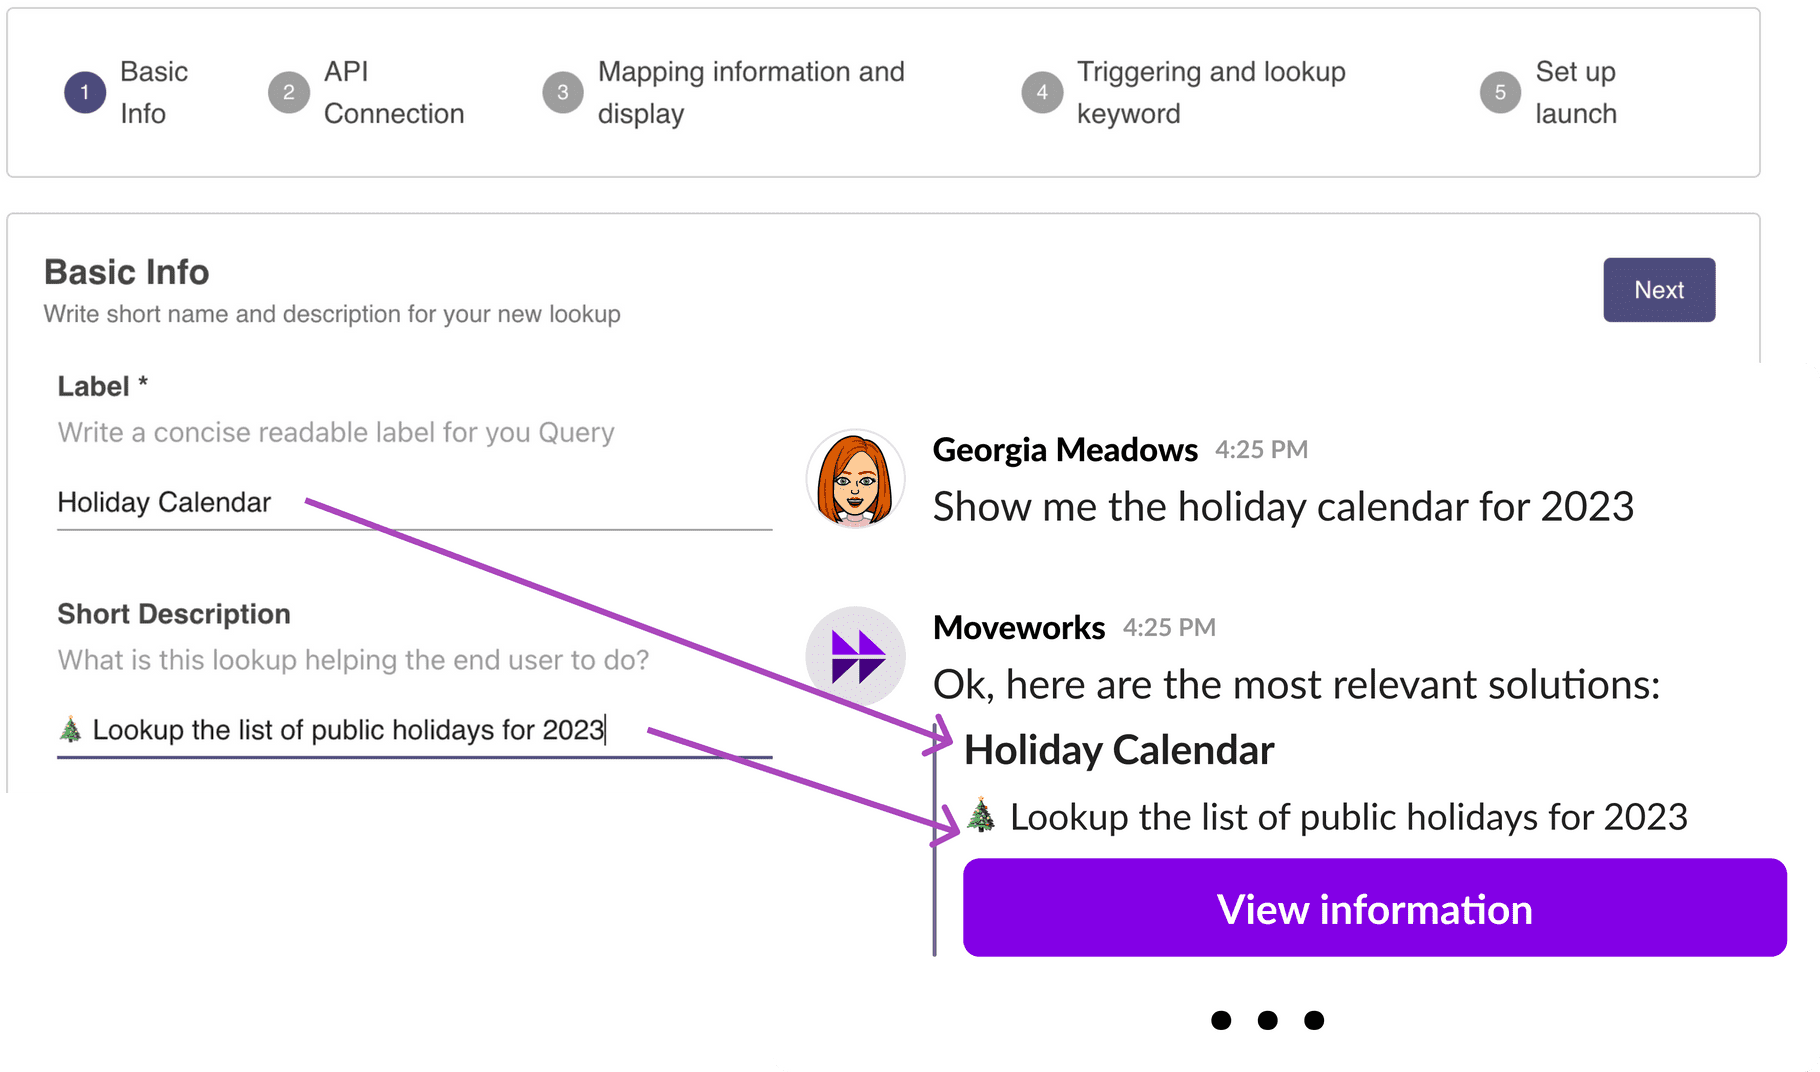 1 Basic Info
2 API Connection
3 Mapping information and display
4 Triggering and lookup keyword
5 Set up launch
Basic Info
Write short name and description for your new lookup
Next
Label *
Write a concise readable label for you Query
Holiday Calendar
Short Description
What is this lookup helping the end user to do?
🎄 Lookup the list of public holidays for 2023
Georgia Meadows 4:25 PM
Show me the holiday calendar for 2023
Moveworks 4:25 PM
Ok, here are the most relevant solutions:
Holiday Calendar
🎄 Lookup the list of public holidays for 2023
View information